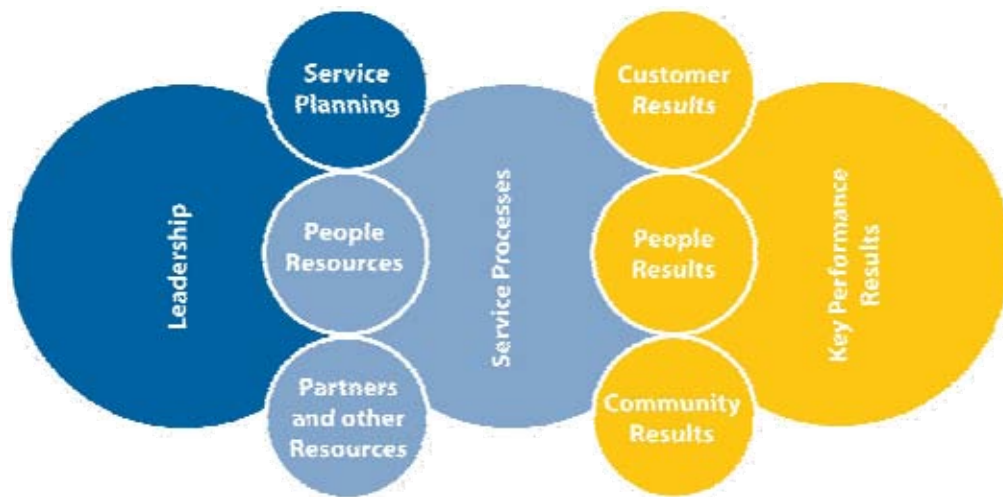 Leadership
Service
Planning
People
Resources
Partners
and other
Resources
Service Processes
Customer
Results
People
Results
Community
Results
Key Performance
Results